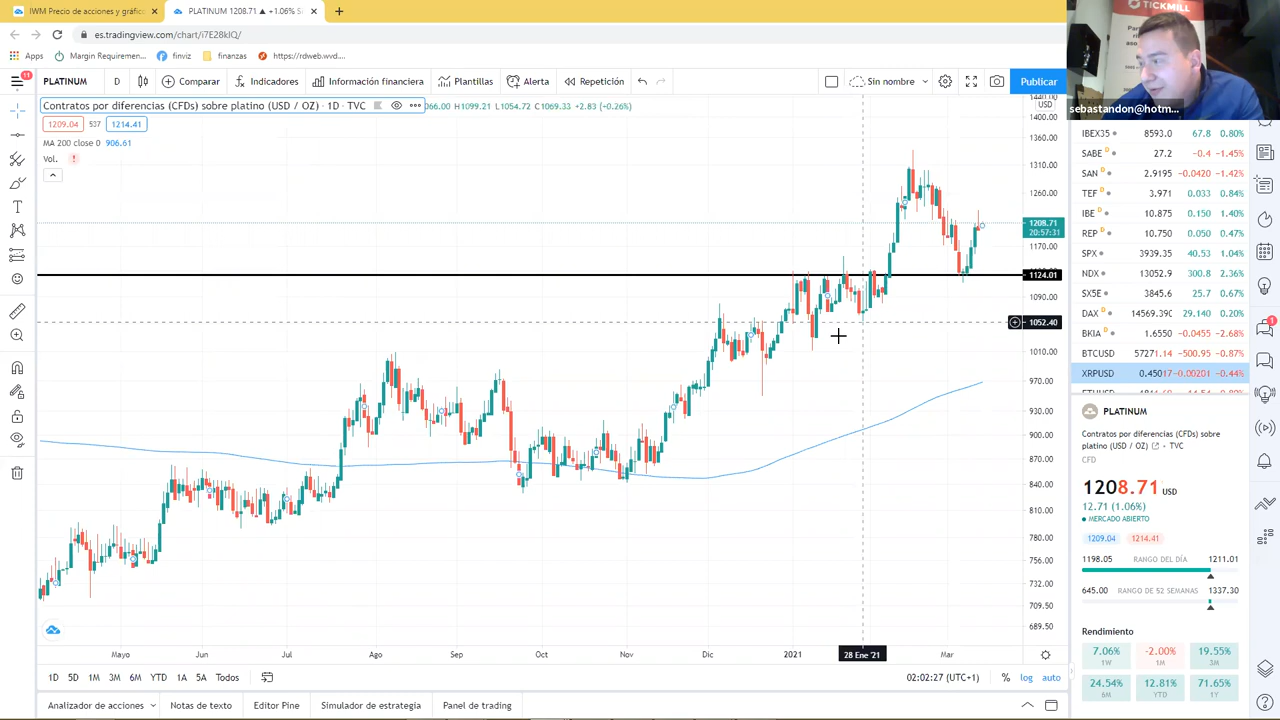 IWM Precio de acciones y gráfic
PLATINUM 1208.71 ▲ +1.06% S
es.tradingview.com/chart/i7E28kIQ/
Apps
Margin Requiremen...
finviz
finanzas
https://rdweb.wvd....
TICKMILL
sebastandon@hotm...
11
PLATINUM
D
Comparar
Indicadores
Información financiera
Plantillas
Alerta
Repetición
Sin nombre
Publicar
Contratos por diferencias (CFDs) sobre platino (USD / OZ) · 1D · TVC
066.00 H1099.21 L1054.72 C1069.33 +2.83 (+0.26%)
1209.04 537 1214.41
MA 200 close 0 906.61
Vol.
USD
1440.00
1400.00
1360.00
1310.00
1260.00
1208.71
20:57:31
1170.00
1124.01
1090.00
1052.40
1010.00
970.00
930.00
900.00
870.00
840.00
810.00
780.00
756.00
732.00
709.50
689.50
Mayo Jun Jul Ago Sep Oct Nov Dic 2021 28 Ene '21 Mar
1D 5D 1M 3M 6M YTD 1A 5A Todos
02:02:27 (UTC+1) % log auto
Analizador de acciones
Notas de texto
Editor Pine
Simulador de estrategia
Panel de trading
IBEX35 8593.0 67.8 0.80%
SABE D 27.2 −0.4 −1.45%
SAN D 2.9195 −0.0420 −1.42%
TEF D 3.971 0.033 0.84%
IBE D 10.875 0.150 1.40%
REP D 10.750 0.050 0.47%
SPX 3939.35 40.53 1.04%
NDX 13052.9 300.8 2.36%
SX5E 3845.6 25.7 0.67%
DAX 14569.390 29.140 0.20%
BKIA D 1.6550 −0.0455 −2.68%
BTCUSD 57271.14 −500.95 −0.87%
XRPUSD 0.45017 −0.00201 −0.44%
1
PLATINUM
Contratos por diferencias (CFDs) sobre
platino (USD / OZ) • TVC
CFD
1208.71 USD
12.71 (1.06%)
MERCADO ABIERTO
1209.04 1214.41
1198.05 RANGO DEL DÍA 1211.01
645.00 RANGO DE 52 SEMANAS 1337.30
Rendimiento
7.06% -2.00% 19.55%
1W 1M 3M
24.54% 12.81% 71.65%
6M YTD 1Y